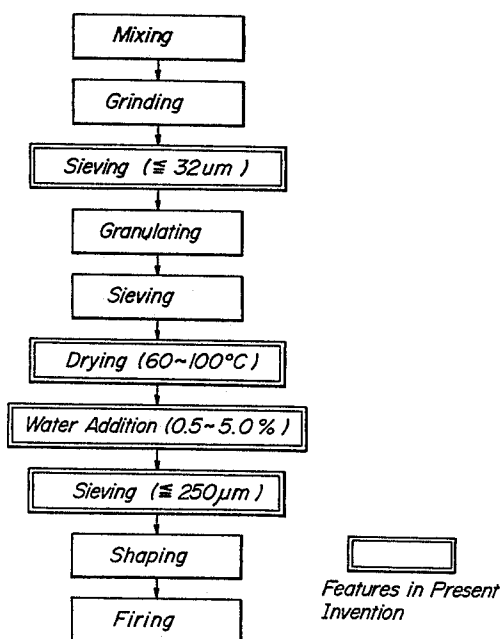 Mixing
Grinding
Sieving (≦ 32um)
Granulating
Sieving
Drying (60~100°C)
Water Addition (0.5~5.0%)
Sieving (≦ 250μm)
Shaping
Firing
Features in Present
Invention